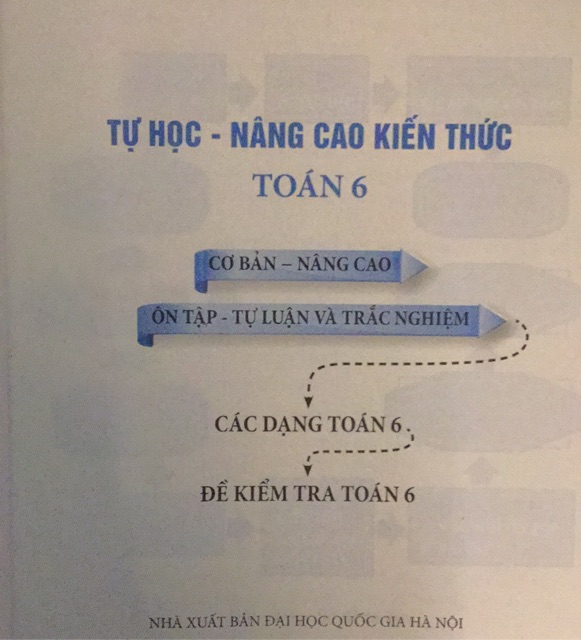 TỰ HỌC - NÂNG CAO KIẾN THỨC
TOÁN 6
CƠ BẢN – NÂNG CAO
ÔN TẬP - TỰ LUẬN VÀ TRẮC NGHIỆM
CÁC DẠNG TOÁN 6.
ĐỀ KIỂM TRA TOÁN 6
NHÀ XUẤT BẢN ĐẠI HỌC QUỐC GIA HÀ NỘI